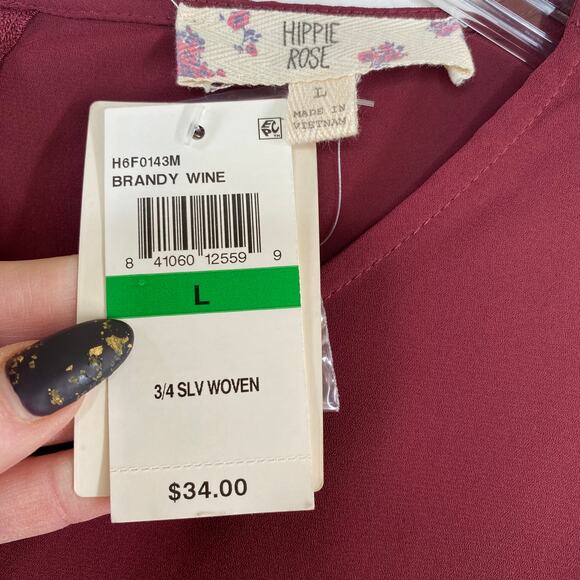 HIPPIE
ROSE
L
MADE IN
VIETNAM
H6F0143M
BRANDY WINE
8 41060 12559 9
L
3/4 SLV WOVEN
$34.00